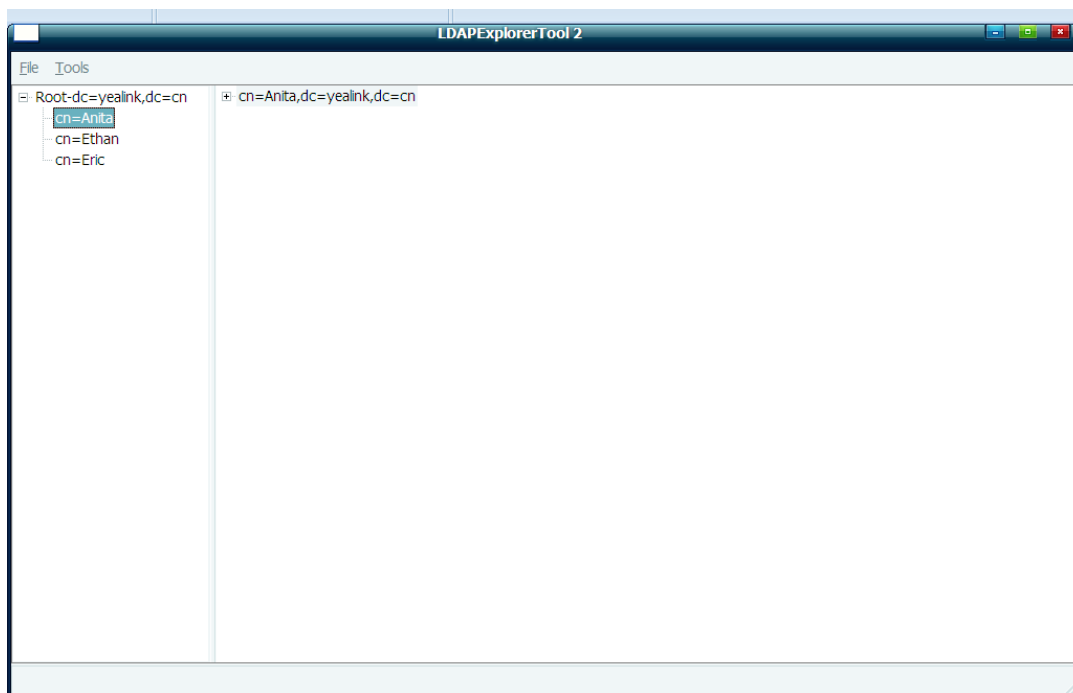 LDAPExplorerTool 2
File Tools
Root-dc=yealink,dc=cn
cn=Anita
cn=Ethan
cn=Eric
cn=Anita,dc=yealink,dc=cn